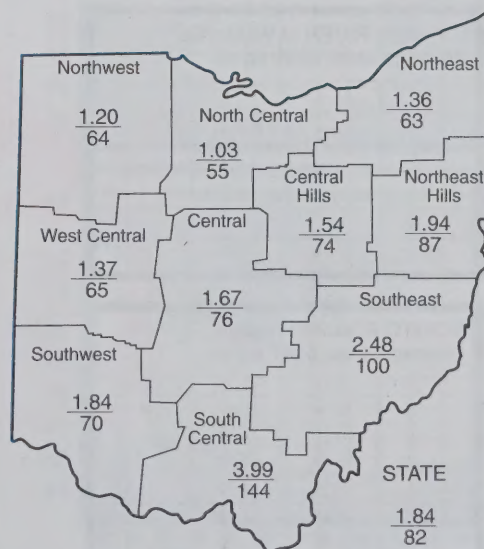 Northwest
1.20
64
North Central
1.03
55
Northeast
1.36
63
West Central
1.37
65
Central
1.67
76
Central
Hills
1.54
74
Northeast
Hills
1.94
87
Southwest
1.84
70
South
Central
3.99
144
Southeast
2.48
100
STATE
1.84
82